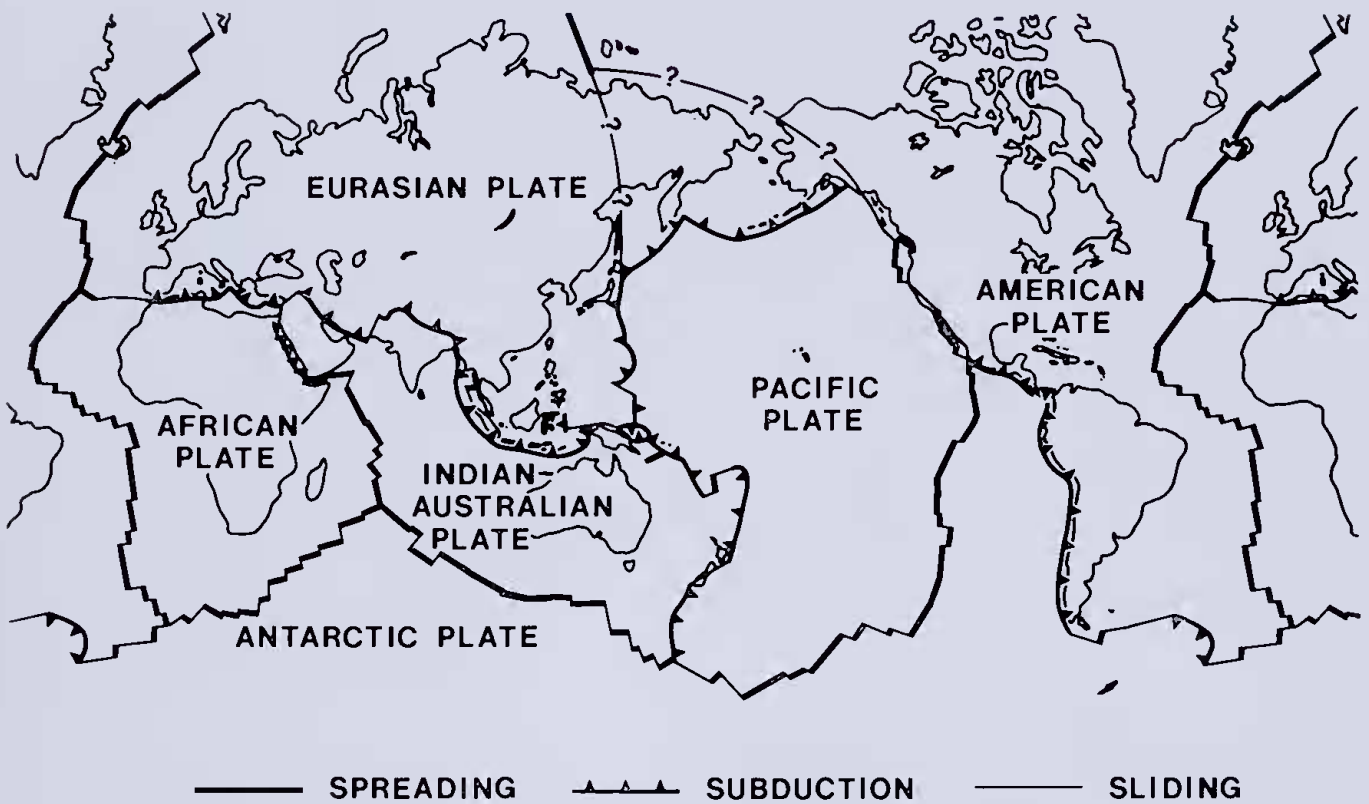 ?
?
?
?
EURASIAN PLATE
AMERICAN
PLATE
PACIFIC
PLATE
AFRICAN
PLATE
INDIAN-
AUSTRALIAN
PLATE
ANTARCTIC PLATE
SPREADING SUBDUCTION SLIDING